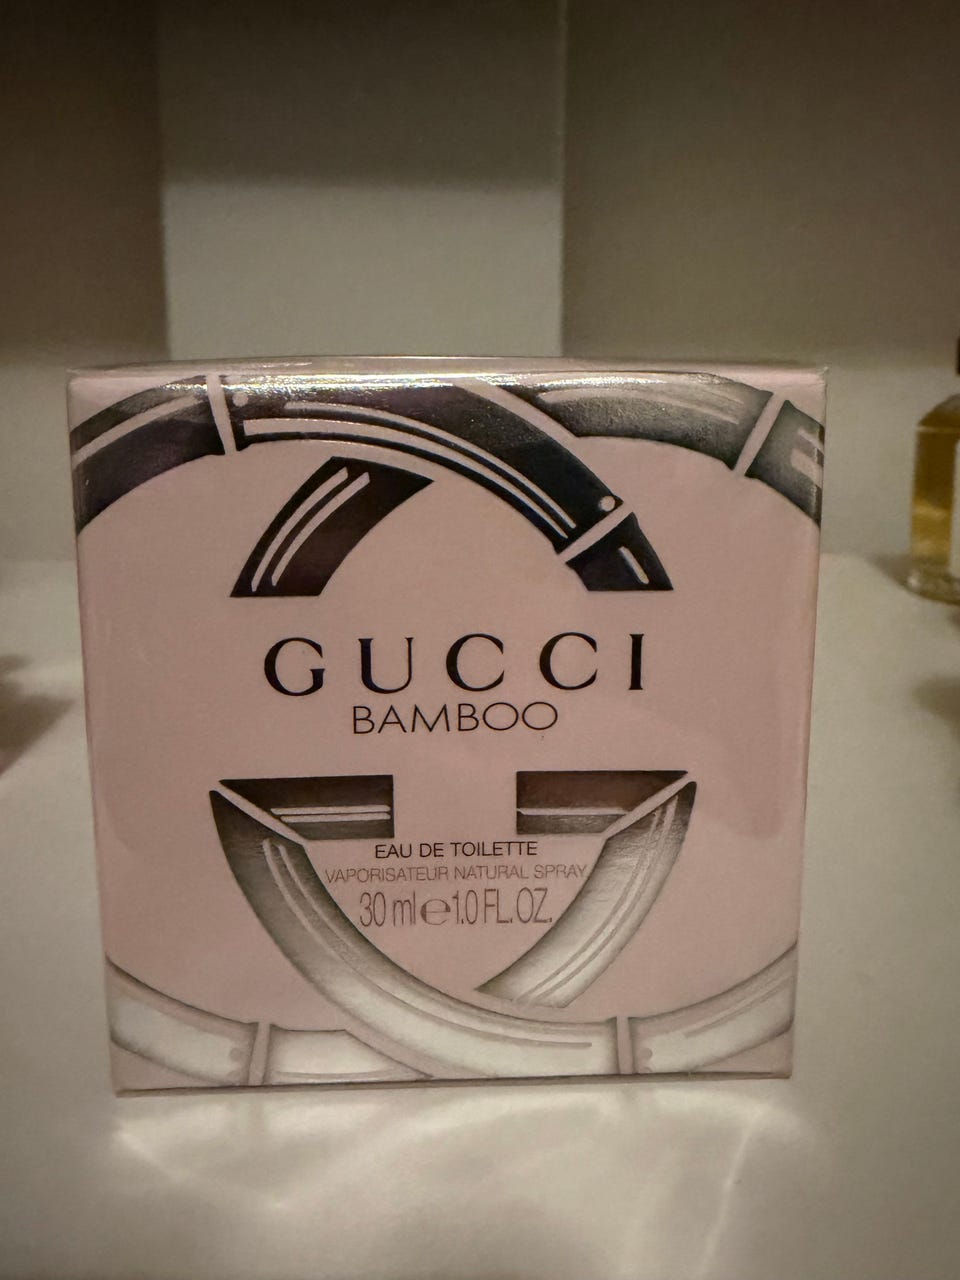 GUCCI
BAMBOO
EAU DE TOILETTE
VAPORISATEUR NATURAL SPRAY
30 ml e 1.0 FL. OZ.